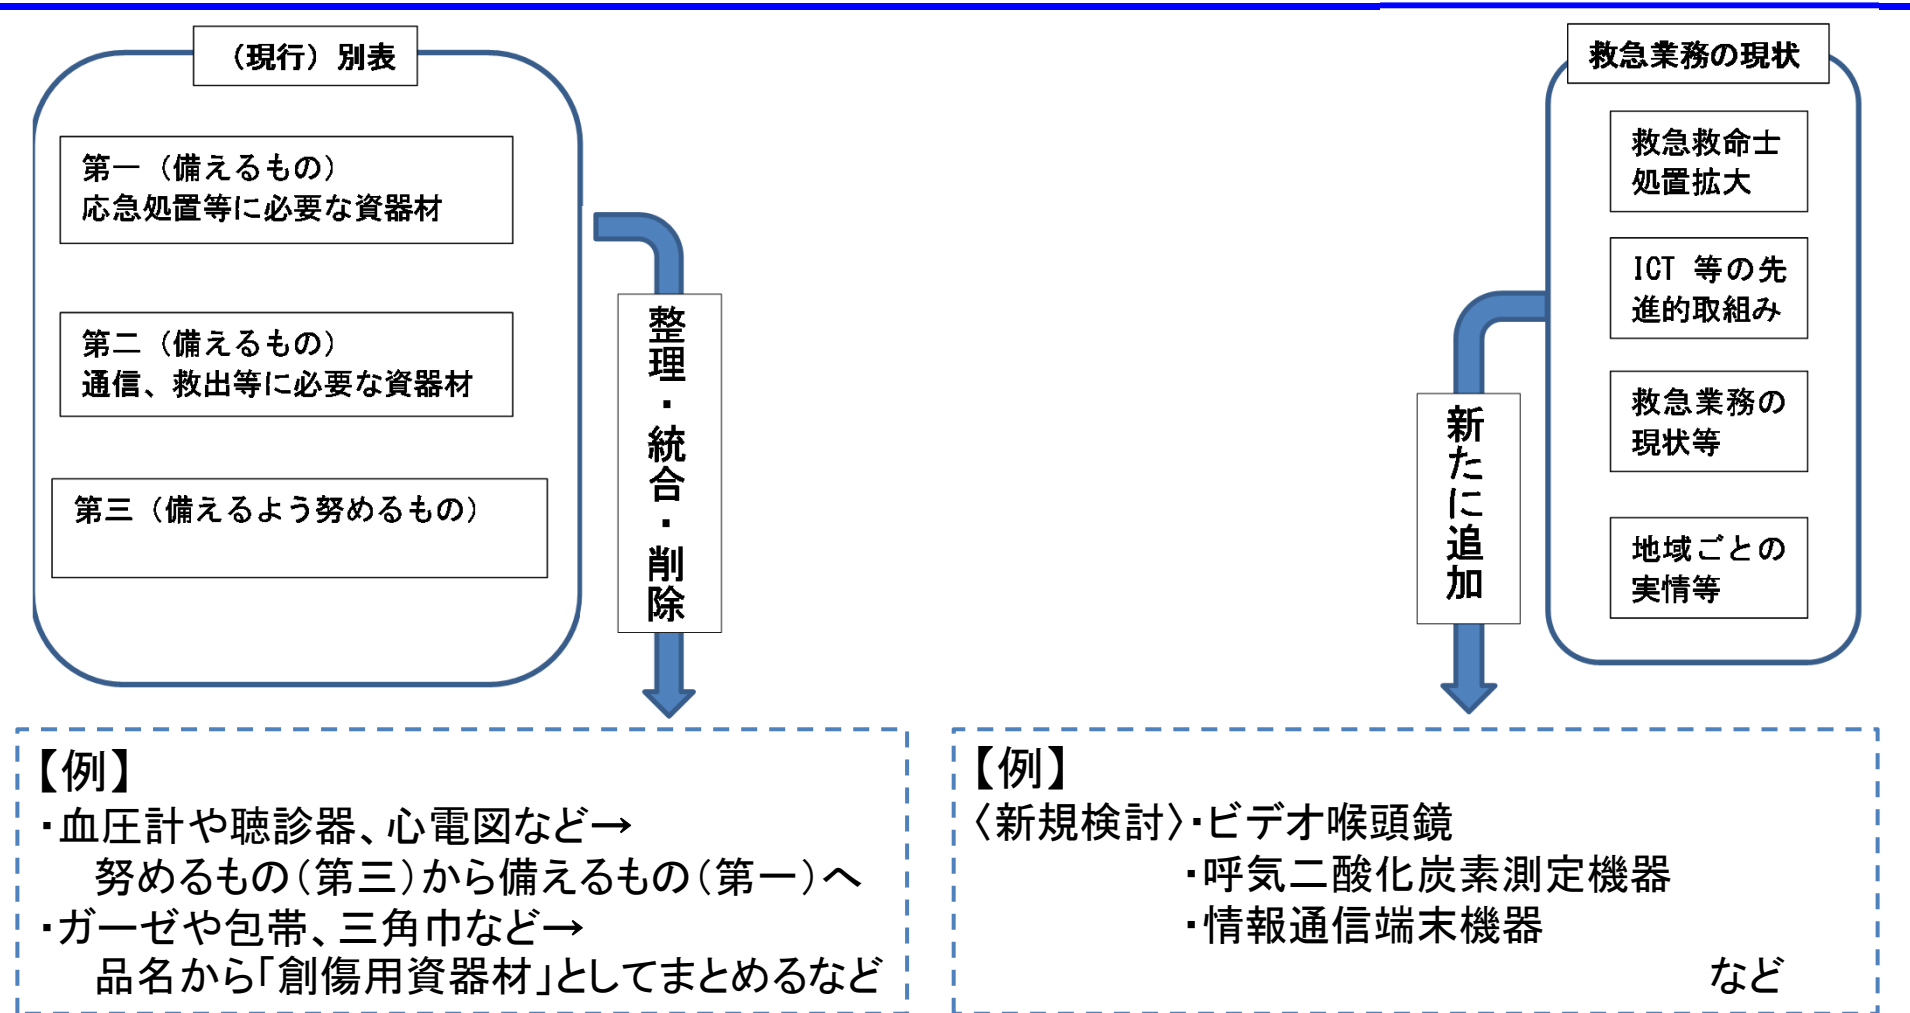 （現行）別表
第一（備えるもの）
応急処置等に必要な資器材
第二（備えるもの）
通信、救出等に必要な資器材
第三（備えるよう努めるもの）
整理・統合・削除
救急業務の現状
救急救命士
処置拡大
ICT 等の先
進的取組み
救急業務の
現状等
地域ごとの
実情等
新たに追加
【例】
・血圧計や聴診器、心電図など→
努めるもの（第三）から備えるもの（第一）へ
・ガーゼや包帯、三角巾など→
品名から「創傷用資器材」としてまとめるなど
【例】
〈新規検討〉・ビデオ喉頭鏡
・呼気二酸化炭素測定機器
・情報通信端末機器
など